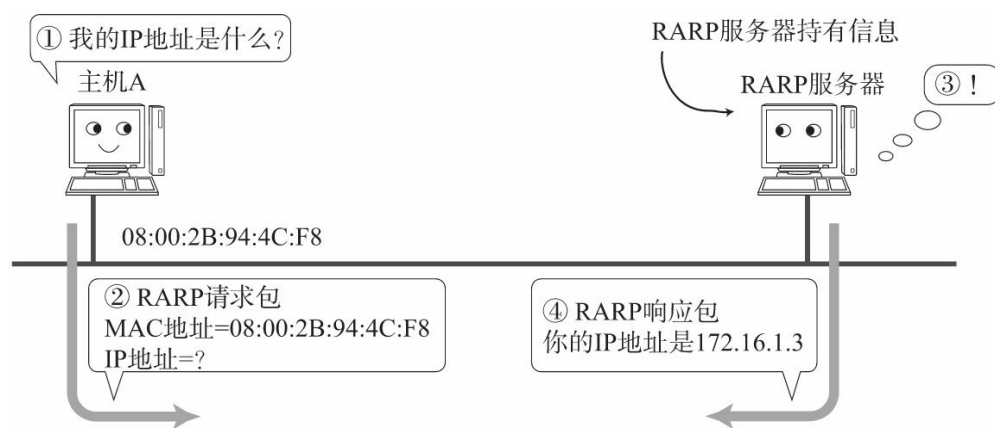 ① 我的IP地址是什么?
主机A
RARP服务器持有信息
RARP服务器
③!
08:00:2B:94:4C:F8
② RARP请求包
MAC地址=08:00:2B:94:4C:F8
IP地址=?
④ RARP响应包
你的IP地址是172.16.1.3